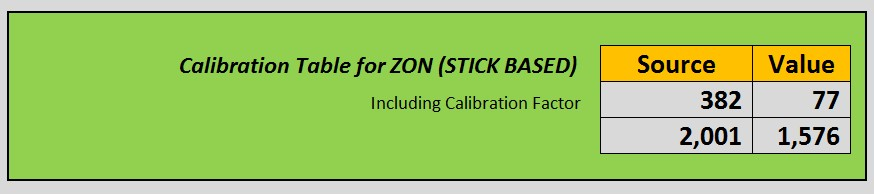 Calibration Table for ZON (STICK BASED) Source Value
Including Calibration Factor 382 77
2,001 1,576